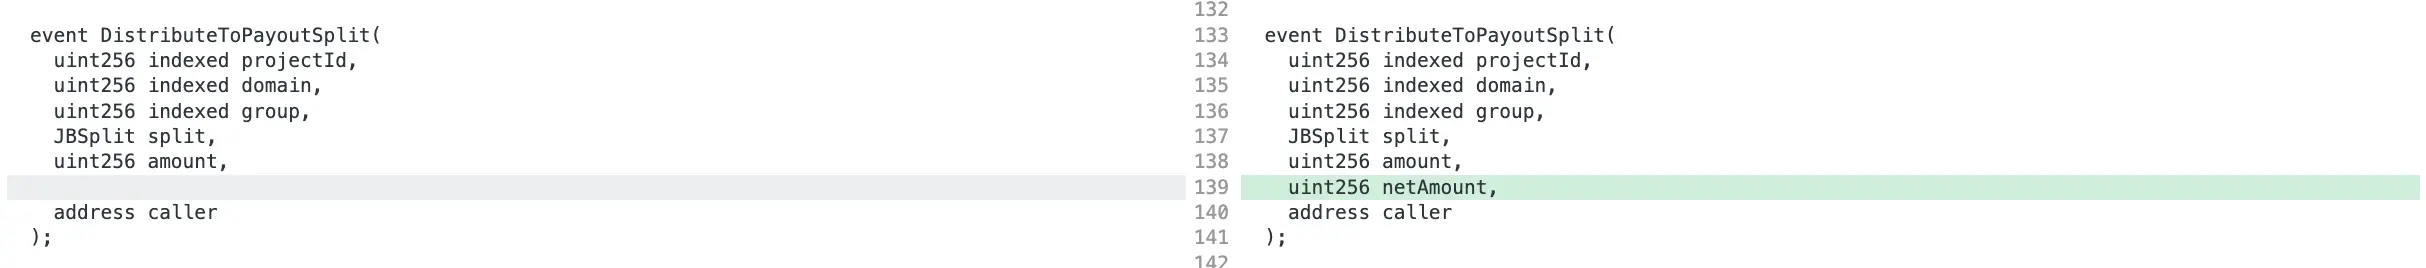 event DistributeToPayoutSplit(
  uint256 indexed projectId,
  uint256 indexed domain,
  uint256 indexed group,
  JBSplit split,
  uint256 amount,
  address caller
);
132
133 event DistributeToPayoutSplit(
134   uint256 indexed projectId,
135   uint256 indexed domain,
136   uint256 indexed group,
137   JBSplit split,
138   uint256 amount,
139   uint256 netAmount,
140   address caller
141 );
142